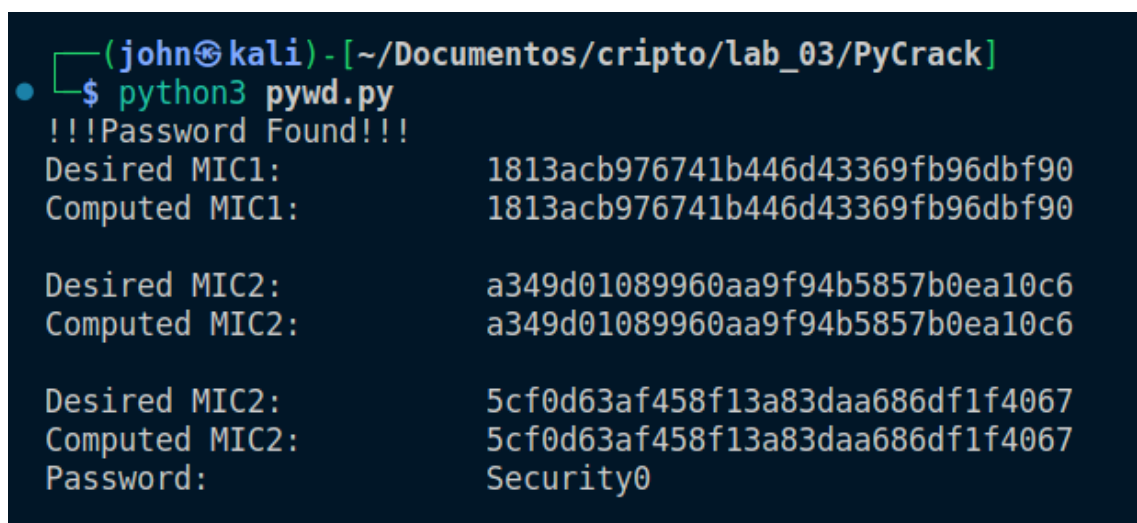 (john㉿kali)-[~/Documentos/cripto/lab_03/PyCrack]
$ python3 pywd.py
!!!Password Found!!!
Desired MIC1: 1813acb976741b446d43369fb96dbf90
Computed MIC1: 1813acb976741b446d43369fb96dbf90
Desired MIC2: a349d01089960aa9f94b5857b0ea10c6
Computed MIC2: a349d01089960aa9f94b5857b0ea10c6
Desired MIC2: 5cf0d63af458f13a83daa686df1f4067
Computed MIC2: 5cf0d63af458f13a83daa686df1f4067
Password: Security0